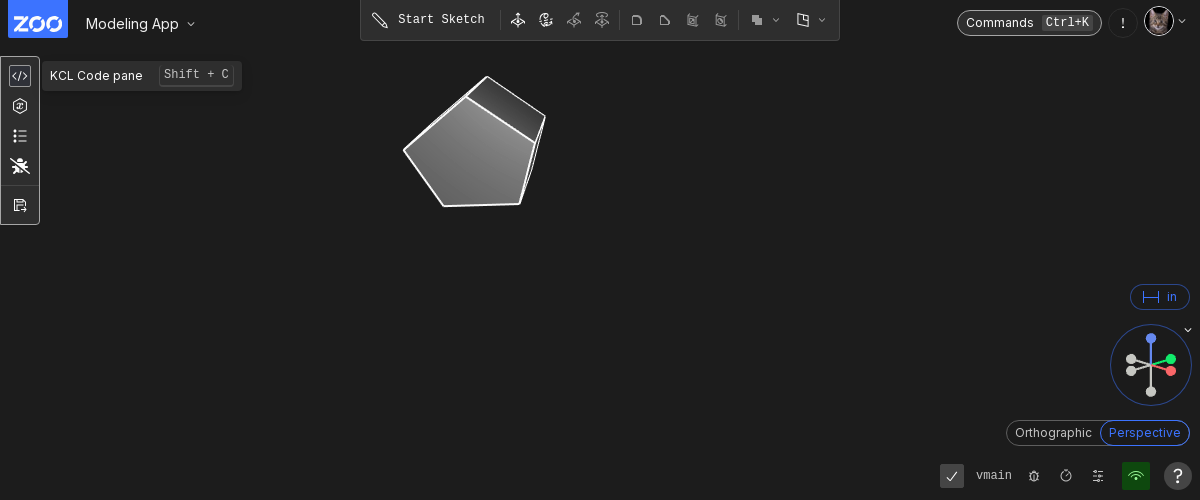 ZOO
Modeling App
Start Sketch
Commands Ctrl+K
!
KCL Code pane Shift + C
in
Orthographic Perspective
vmain
?